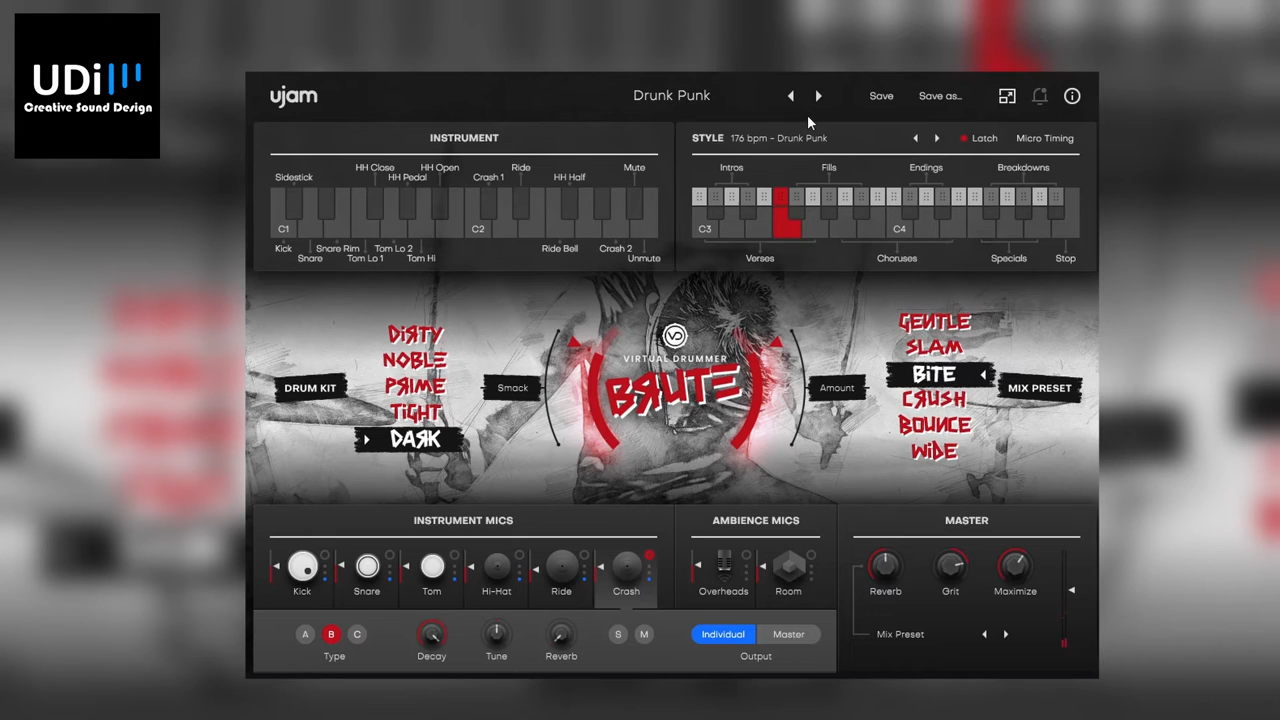 UDi
Creative Sound Design
ujam
Drunk Punk
Save
Save as...
INSTRUMENT
STYLE 176 bpm - Drunk Punk
Latch
Micro Timing
HH Close HH Open Ride Mute
Sidestick HH Pedal Crash 1 HH Half
C1 C2
Kick Snare Rim Tom Lo 2 Ride Bell Crash 2
Snare Tom Lo 1 Tom Hi Unmute
Intros Fills Endings Breakdowns
C3 C4
Verses Choruses Specials Stop
DRUM KIT
DIRTY
NOBLE
PRIME
TIGHT
DARK
Smack
VD
VIRTUAL DRUMMER
BRUTE
Amount
GENTLE
SLAM
BITE
CRUSH
BOUNCE
WIDE
MIX PRESET
INSTRUMENT MICS
Kick Snare Tom Hi-Hat Ride Crash
A B C S M
Type Decay Tune Reverb
AMBIENCE MICS
Overheads Room
Individual Master
Output
MASTER
Reverb Grit Maximize
Mix Preset